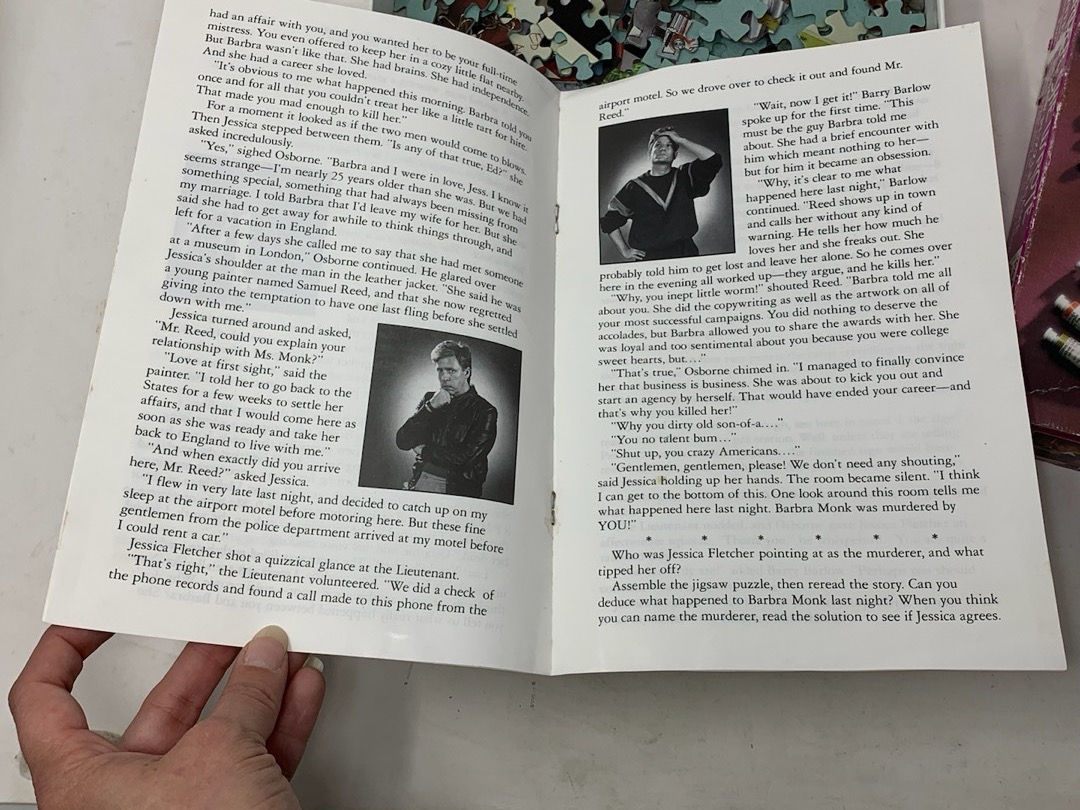 had an affair with you, and you wanted her to be your full-time
mistress. You even offered to keep her in a cozy little flat nearby.
But Barbra wasn't like that. She had brains. She had independence.
And she had a career she loved.
"It's obvious to me what happened this morning. Barbra told you
once and for all that you couldn't treat her like a little tart for hire.
That made you mad enough to kill her."
For a moment it looked as if the two men would come to blows.
Then Jessica stepped between them. "Is any of that true, Ed?" she
asked incredulously.
"Yes," sighed Osborne. "Barbra and I were in love, Jess. I know it
seems strange—I'm nearly 25 years older than she was. But we had
something special, something that had always been missing from
my marriage. I told Barbra that I'd leave my wife for her. But she
said she had to get away for awhile to think things through, and
left for a vacation in England.
"After a few days she called me to say that she had met someone
at a museum in London," Osborne continued. He glared over
Jessica's shoulder at the man in the leather jacket. "She said he was
a young painter named Samuel Reed, and that she now regretted
giving into the temptation to have one last fling before she settled
down with me."
Jessica turned around and asked,
"Mr. Reed, could you explain your
relationship with Ms. Monk?"
"Love at first sight," said the
painter. "I told her to go back to the
States for a few weeks to settle her
affairs, and that I would come here as
soon as she was ready and take her
back to England to live with me."
"And when exactly did you arrive
here, Mr. Reed?" asked Jessica.
"I flew in very late last night, and decided to catch up on my
sleep at the airport motel before motoring here. But these fine
gentlemen from the police department arrived at my motel before
I could rent a car."
Jessica Fletcher shot a quizzical glance at the Lieutenant.
"That's right," the Lieutenant volunteered. "We did a check of
the phone records and found a call made to this phone from the
airport motel. So we drove over to check it out and found Mr.
Reed."
"Wait, now I get it!" Barry Barlow
spoke up for the first time. "This
must be the guy Barbra told me
about. She had a brief encounter with
him which meant nothing to her—
but for him it became an obsession.
"Why, it's clear to me what
happened here last night," Barlow
continued. "Reed shows up in town
and calls her without any kind of
warning. He tells her how much he
loves her and she freaks out. She
probably told him to get lost and leave her alone. So he comes over
here in the evening all worked up—they argue, and he kills her."
"Why, you inept little worm!" shouted Reed. "Barbra told me all
about you. She did the copywriting as well as the artwork on all of
your most successful campaigns. You did nothing to deserve the
accolades, but Barbra allowed you to share the awards with her. She
was loyal and too sentimental about you because you were college
sweet hearts, but...."
"That's true," Osborne chimed in. "I managed to finally convince
her that business is business. She was about to kick you out and
start an agency by herself. That would have ended your career—and
that's why you killed her!"
"Why you dirty old son-of-a...."
"You no talent bum..."
"Shut up, you crazy Americans...."
"Gentlemen, gentlemen, please! We don't need any shouting,"
said Jessica holding up her hands. The room became silent. "I think
I can get to the bottom of this. One look around this room tells me
what happened here last night. Barbra Monk was murdered by
YOU!"
* * * * * *
Who was Jessica Fletcher pointing at as the murderer, and what
tipped her off?
Assemble the jigsaw puzzle, then reread the story. Can you
deduce what happened to Barbra Monk last night? When you think
you can name the murderer, read the solution to see if Jessica agrees.